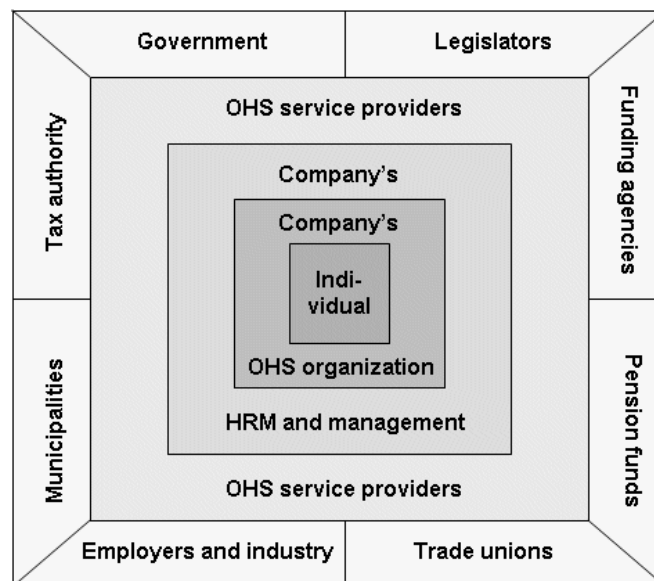 Government
Legislators
Tax authority
Funding agencies
OHS service providers
Company's
Company's
Indi-
vidual
OHS organization
HRM and management
OHS service providers
Municipalities
Pension funds
Employers and industry
Trade unions